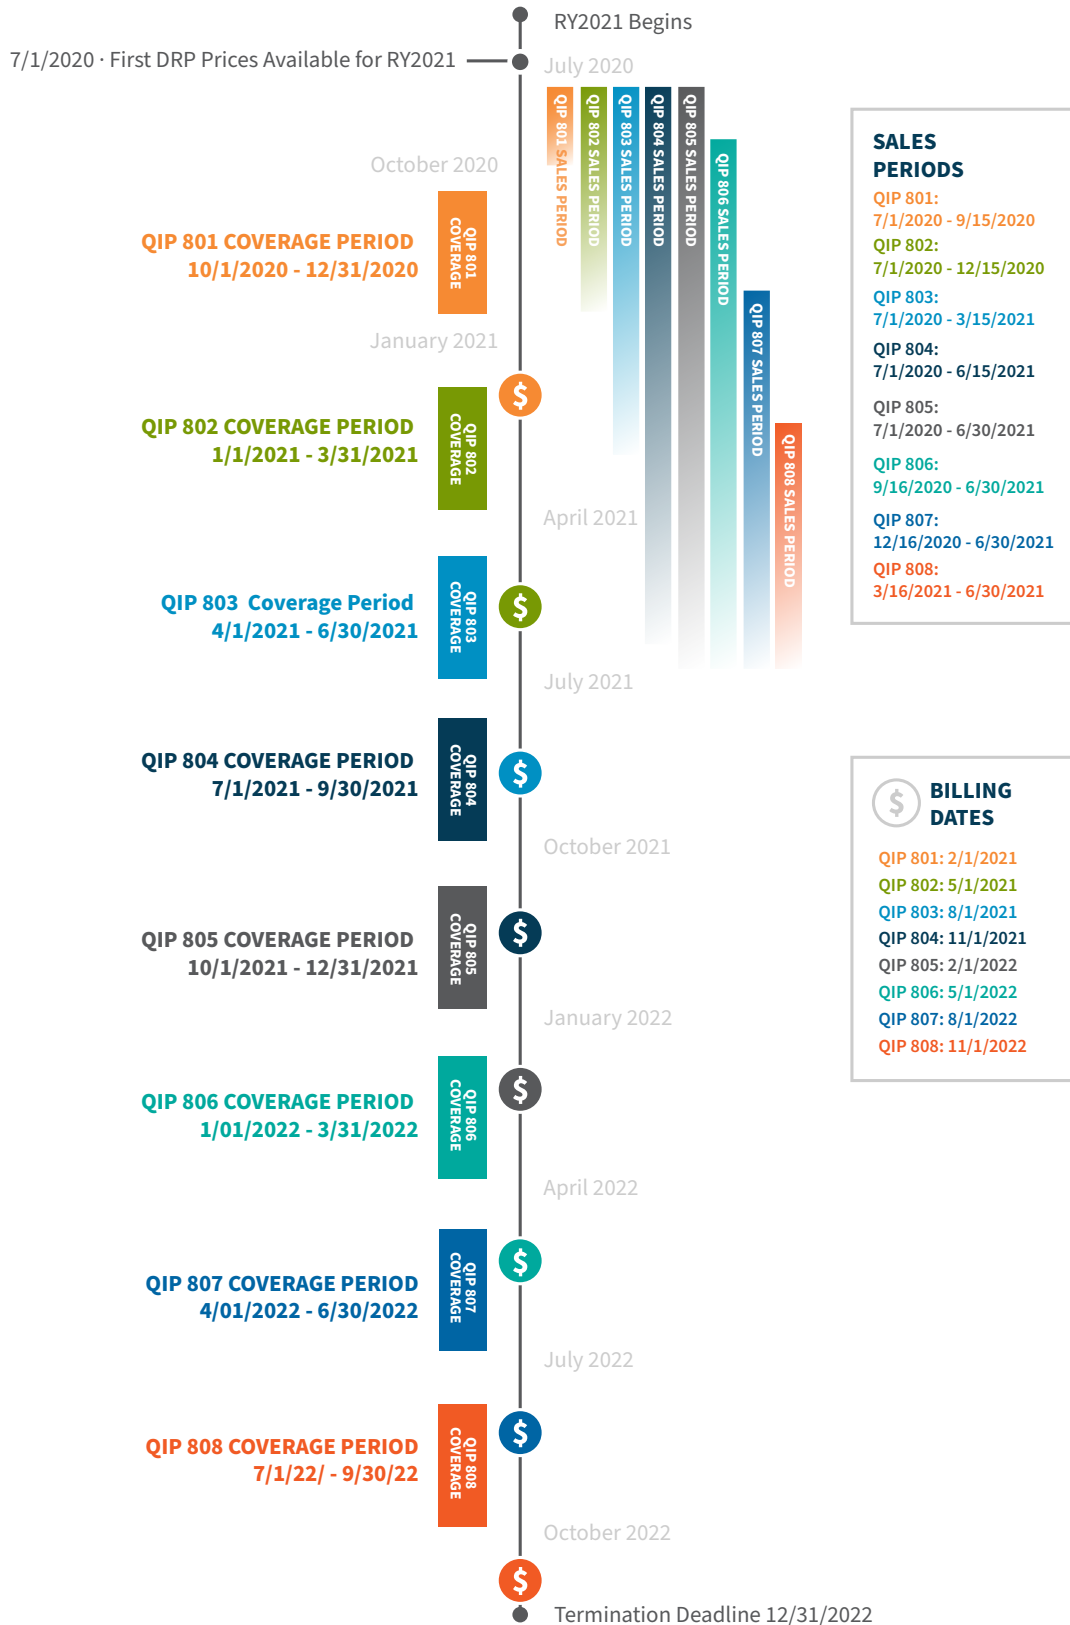 RY2021 Begins
7/1/2020 · First DRP Prices Available for RY2021
July 2020
QIP 801 SALES PERIOD
QIP 802 SALES PERIOD
QIP 803 SALES PERIOD
QIP 804 SALES PERIOD
QIP 805 SALES PERIOD
QIP 806 SALES PERIOD
QIP 807 SALES PERIOD
QIP 808 SALES PERIOD
October 2020
QIP 801 COVERAGE PERIOD
10/1/2020 - 12/31/2020
QIP 801
COVERAGE
January 2021
$
QIP 802 COVERAGE PERIOD
1/1/2021 - 3/31/2021
QIP 802
COVERAGE
April 2021
QIP 803  Coverage Period
4/1/2021 - 6/30/2021
QIP 803
COVERAGE
$
July 2021
QIP 804 COVERAGE PERIOD
7/1/2021 - 9/30/2021
QIP 804
COVERAGE
$
October 2021
QIP 805 COVERAGE PERIOD
10/1/2021 - 12/31/2021
QIP 805
COVERAGE
$
January 2022
QIP 806 COVERAGE PERIOD
1/01/2022 - 3/31/2022
QIP 806
COVERAGE
$
April 2022
QIP 807 COVERAGE PERIOD
4/01/2022 - 6/30/2022
QIP 807
COVERAGE
$
July 2022
QIP 808 COVERAGE PERIOD
7/1/22/ - 9/30/22
QIP 808
COVERAGE
$
October 2022
$
Termination Deadline 12/31/2022
SALES
PERIODS
QIP 801:
7/1/2020 - 9/15/2020
QIP 802:
7/1/2020 - 12/15/2020
QIP 803:
7/1/2020 - 3/15/2021
QIP 804:
7/1/2020 - 6/15/2021
QIP 805:
7/1/2020 - 6/30/2021
QIP 806:
9/16/2020 - 6/30/2021
QIP 807:
12/16/2020 - 6/30/2021
QIP 808:
3/16/2021 - 6/30/2021
$
BILLING
DATES
QIP 801: 2/1/2021
QIP 802: 5/1/2021
QIP 803: 8/1/2021
QIP 804: 11/1/2021
QIP 805: 2/1/2022
QIP 806: 5/1/2022
QIP 807: 8/1/2022
QIP 808: 11/1/2022